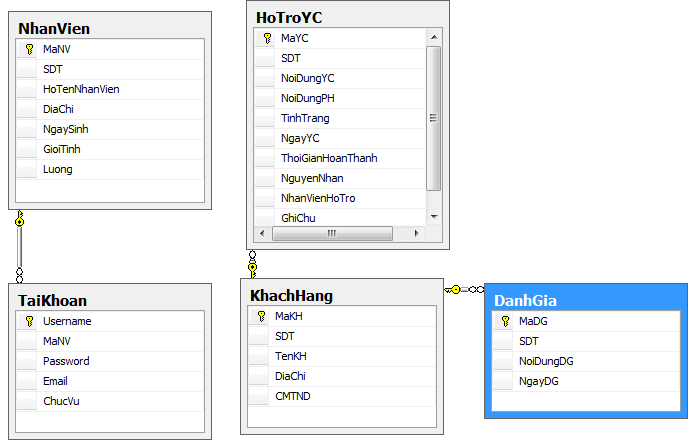 NhanVien
MaNV
SDT
HoTenNhanVien
DiaChi
NgaySinh
GioiTinh
Luong
HoTroYC
MaYC
SDT
NoiDungYC
NoiDungPH
TinhTrang
NgayYC
ThoiGianHoanThanh
NguyenNhan
NhanVienHoTro
GhiChu
TaiKhoan
Username
MaNV
Password
Email
ChucVu
KhachHang
MaKH
SDT
TenKH
DiaChi
CMTND
DanhGia
MaDG
SDT
NoiDungDG
NgayDG